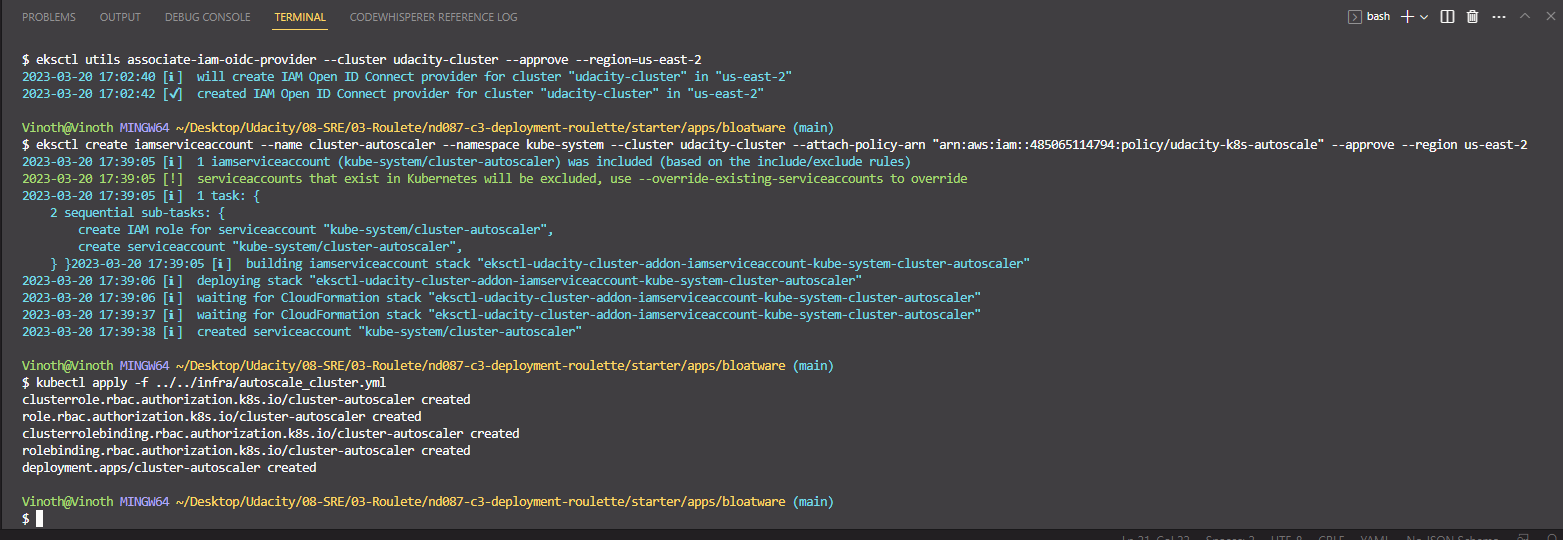 PROBLEMS OUTPUT DEBUG CONSOLE TERMINAL CODEWHISPERER REFERENCE LOG bash
$ eksctl utils associate-iam-oidc-provider --cluster udacity-cluster --approve --region=us-east-2
2023-03-20 17:02:40 [ℹ]  will create IAM Open ID Connect provider for cluster "udacity-cluster" in "us-east-2"
2023-03-20 17:02:42 [✔]  created IAM Open ID Connect provider for cluster "udacity-cluster" in "us-east-2"
Vinoth@Vinoth MINGW64 ~/Desktop/Udacity/08-SRE/03-Roulete/nd087-c3-deployment-roulette/starter/apps/bloatware (main)
$ eksctl create iamserviceaccount --name cluster-autoscaler --namespace kube-system --cluster udacity-cluster --attach-policy-arn "arn:aws:iam::485065114794:policy/udacity-k8s-autoscale" --approve --region us-east-2
2023-03-20 17:39:05 [ℹ]  1 iamserviceaccount (kube-system/cluster-autoscaler) was included (based on the include/exclude rules)
2023-03-20 17:39:05 [!]  serviceaccounts that exist in Kubernetes will be excluded, use --override-existing-serviceaccounts to override
2023-03-20 17:39:05 [ℹ]  1 task: {
2 sequential sub-tasks: {
create IAM role for serviceaccount "kube-system/cluster-autoscaler",
create serviceaccount "kube-system/cluster-autoscaler",
} }2023-03-20 17:39:05 [ℹ]  building iamserviceaccount stack "eksctl-udacity-cluster-addon-iamserviceaccount-kube-system-cluster-autoscaler"
2023-03-20 17:39:06 [ℹ]  deploying stack "eksctl-udacity-cluster-addon-iamserviceaccount-kube-system-cluster-autoscaler"
2023-03-20 17:39:06 [ℹ]  waiting for CloudFormation stack "eksctl-udacity-cluster-addon-iamserviceaccount-kube-system-cluster-autoscaler"
2023-03-20 17:39:37 [ℹ]  waiting for CloudFormation stack "eksctl-udacity-cluster-addon-iamserviceaccount-kube-system-cluster-autoscaler"
2023-03-20 17:39:38 [ℹ]  created serviceaccount "kube-system/cluster-autoscaler"
Vinoth@Vinoth MINGW64 ~/Desktop/Udacity/08-SRE/03-Roulete/nd087-c3-deployment-roulette/starter/apps/bloatware (main)
$ kubectl apply -f ../../infra/autoscale_cluster.yml
clusterrole.rbac.authorization.k8s.io/cluster-autoscaler created
role.rbac.authorization.k8s.io/cluster-autoscaler created
clusterrolebinding.rbac.authorization.k8s.io/cluster-autoscaler created
rolebinding.rbac.authorization.k8s.io/cluster-autoscaler created
deployment.apps/cluster-autoscaler created
Vinoth@Vinoth MINGW64 ~/Desktop/Udacity/08-SRE/03-Roulete/nd087-c3-deployment-roulette/starter/apps/bloatware (main)
$